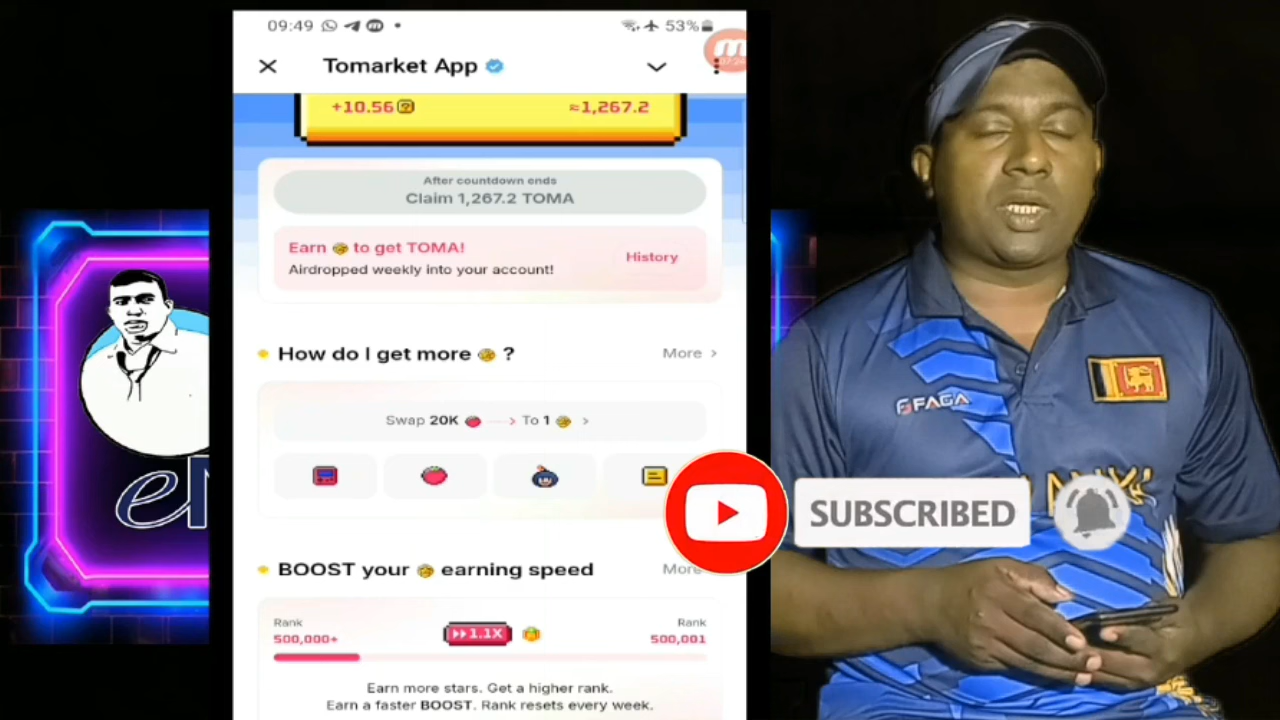 09:49
53%
Tomarket App
+10.56
≈1,267.2
After countdown ends
Claim 1,267.2 TOMA
Earn to get TOMA!
Airdropped weekly into your account!
History
How do I get more ?
More >
Swap 20K To 1 >
BOOST your earning speed
More
Rank
500,000+
1.1X
Rank
500,001
Earn more stars. Get a higher rank.
Earn a faster BOOST. Rank resets every week.
FAGA
SUBSCRIBED